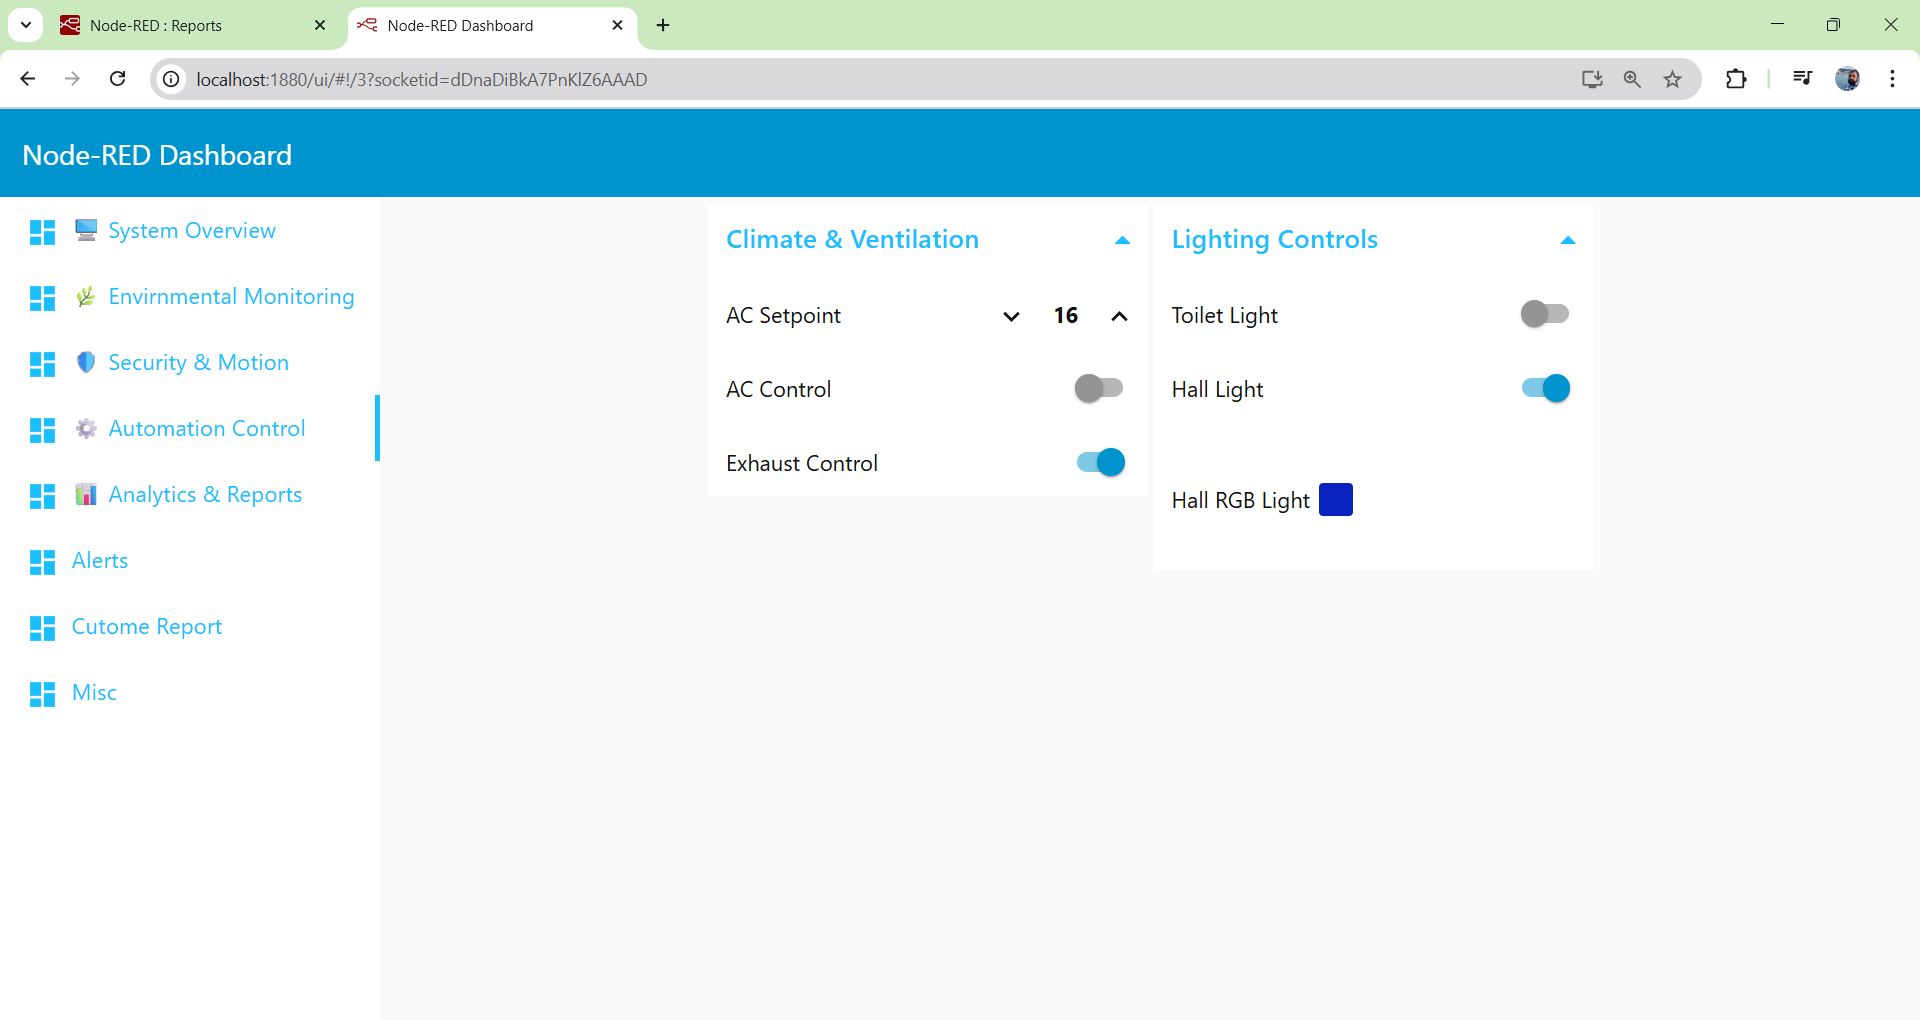 Node-RED : Reports
Node-RED Dashboard
localhost:1880/ui/#!/3?socketid=dDnaDiBkA7PnKlZ6AAAD
Node-RED Dashboard
System Overview
Envirnmental Monitoring
Security & Motion
Automation Control
Analytics & Reports
Alerts
Cutome Report
Misc
Climate & Ventilation
AC Setpoint 16
AC Control
Exhaust Control
Lighting Controls
Toilet Light
Hall Light
Hall RGB Light